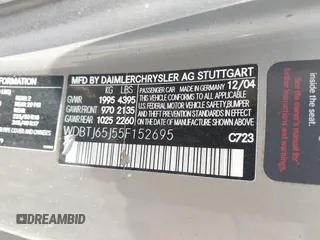 MFD. BY DAIMLERCHRYSLER AG STUTTGART
KG LBS
GVWR 1995 4395
GAWR FRONT 970 2135
GAWR REAR 1025 2260
PASSENGER CAR MADE IN GERMANY 12/04
THIS VEHICLE CONFORMS TO ALL APPLICABLE
U.S. FEDERAL MOTOR VEHICLE SAFETY,
BUMPER, AND THEFT PREVENTION
STANDARDS IN EFFECT ON THE DATE OF
MANUFACTURE SHOWN ABOVE.
WDBTJ65J55F152695
C723
FORMATION
DREAMBID